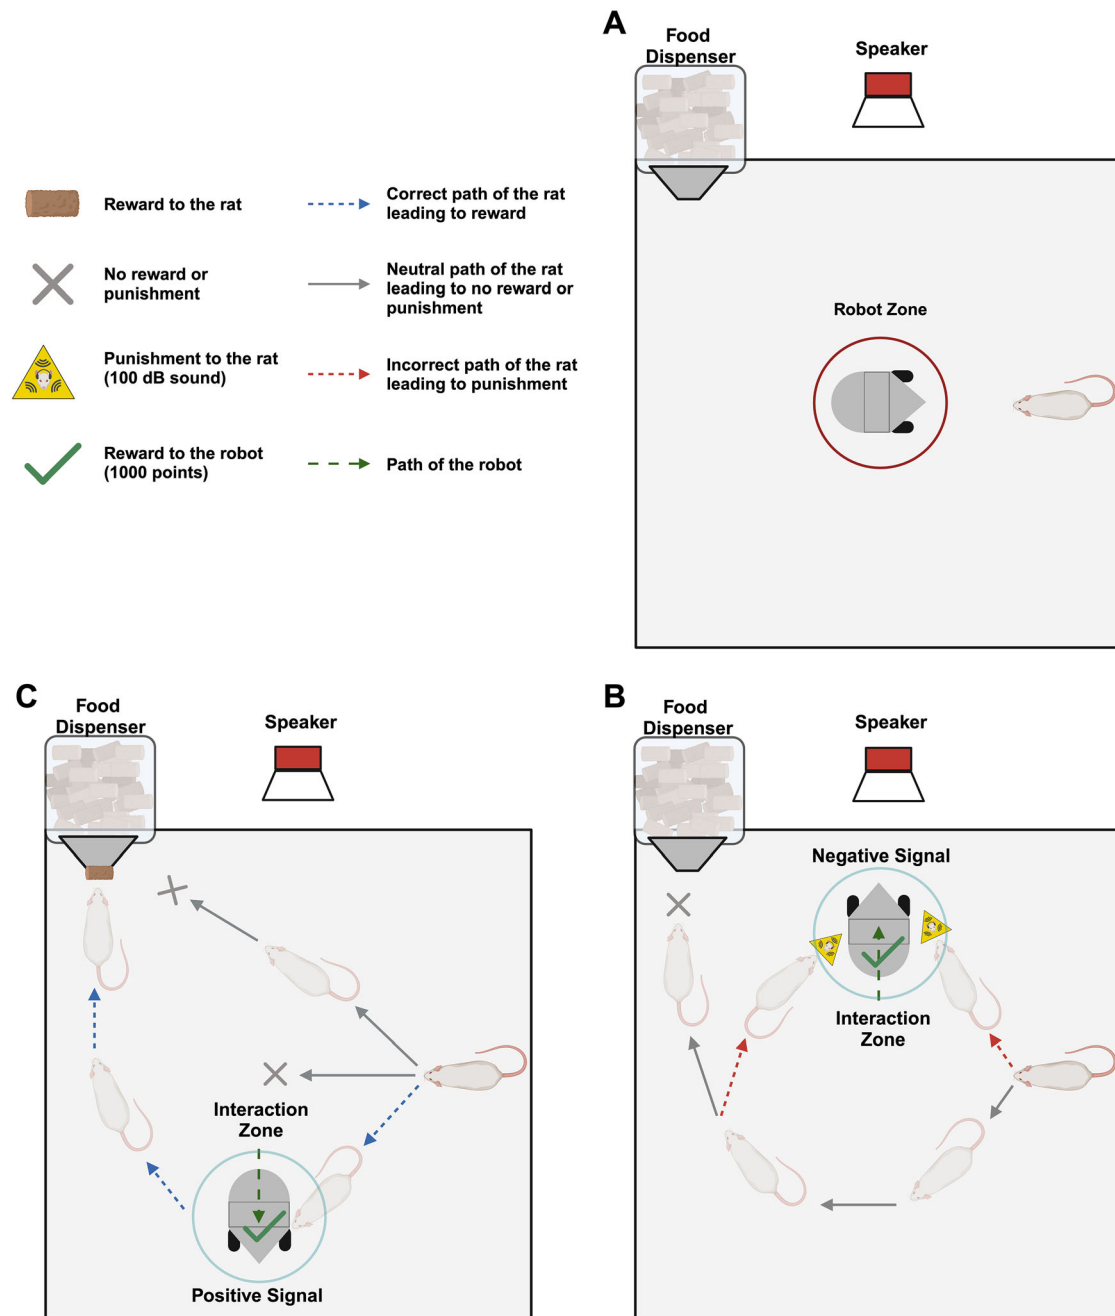 A
Food
Dispenser
Speaker
Reward to the rat
Correct path of the rat
leading to reward
No reward or
punishment
Neutral path of the rat
leading to no reward or
punishment
Punishment to the rat
(100 dB sound)
Incorrect path of the rat
leading to punishment
Reward to the robot
(1000 points)
Path of the robot
Robot Zone
C
Food
Dispenser
Speaker
Interaction
Zone
Positive Signal
B
Food
Dispenser
Speaker
Negative Signal
Interaction
Zone